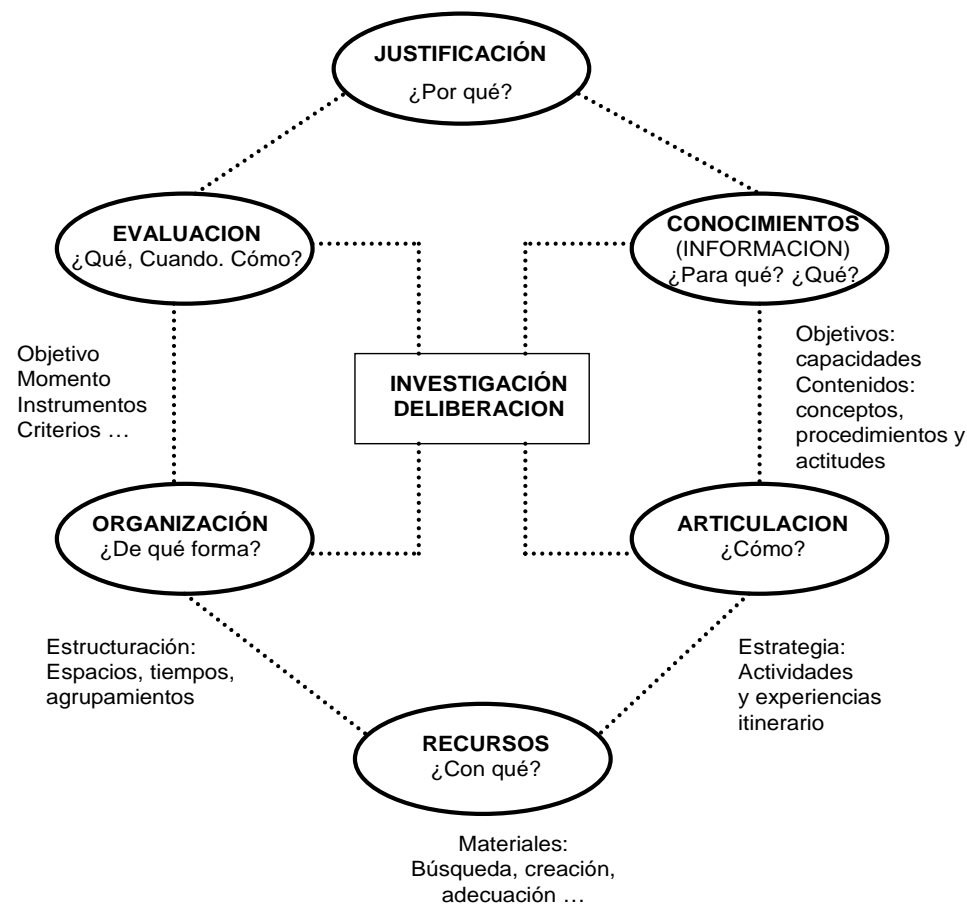 JUSTIFICACIÓN
¿Por qué?
EVALUACION
¿Qué, Cuando. Cómo?
CONOCIMIENTOS
(INFORMACION)
¿Para qué? ¿Qué?
Objetivo
Momento
Instrumentos
Criterios …
INVESTIGACIÓN
DELIBERACION
Objetivos:
capacidades
Contenidos:
conceptos,
procedimientos y
actitudes
ORGANIZACIÓN
¿De qué forma?
ARTICULACION
¿Cómo?
Estructuración:
Espacios, tiempos,
agrupamientos
Estrategia:
Actividades
y experiencias
itinerario
RECURSOS
¿Con qué?
Materiales:
Búsqueda, creación,
adecuación …